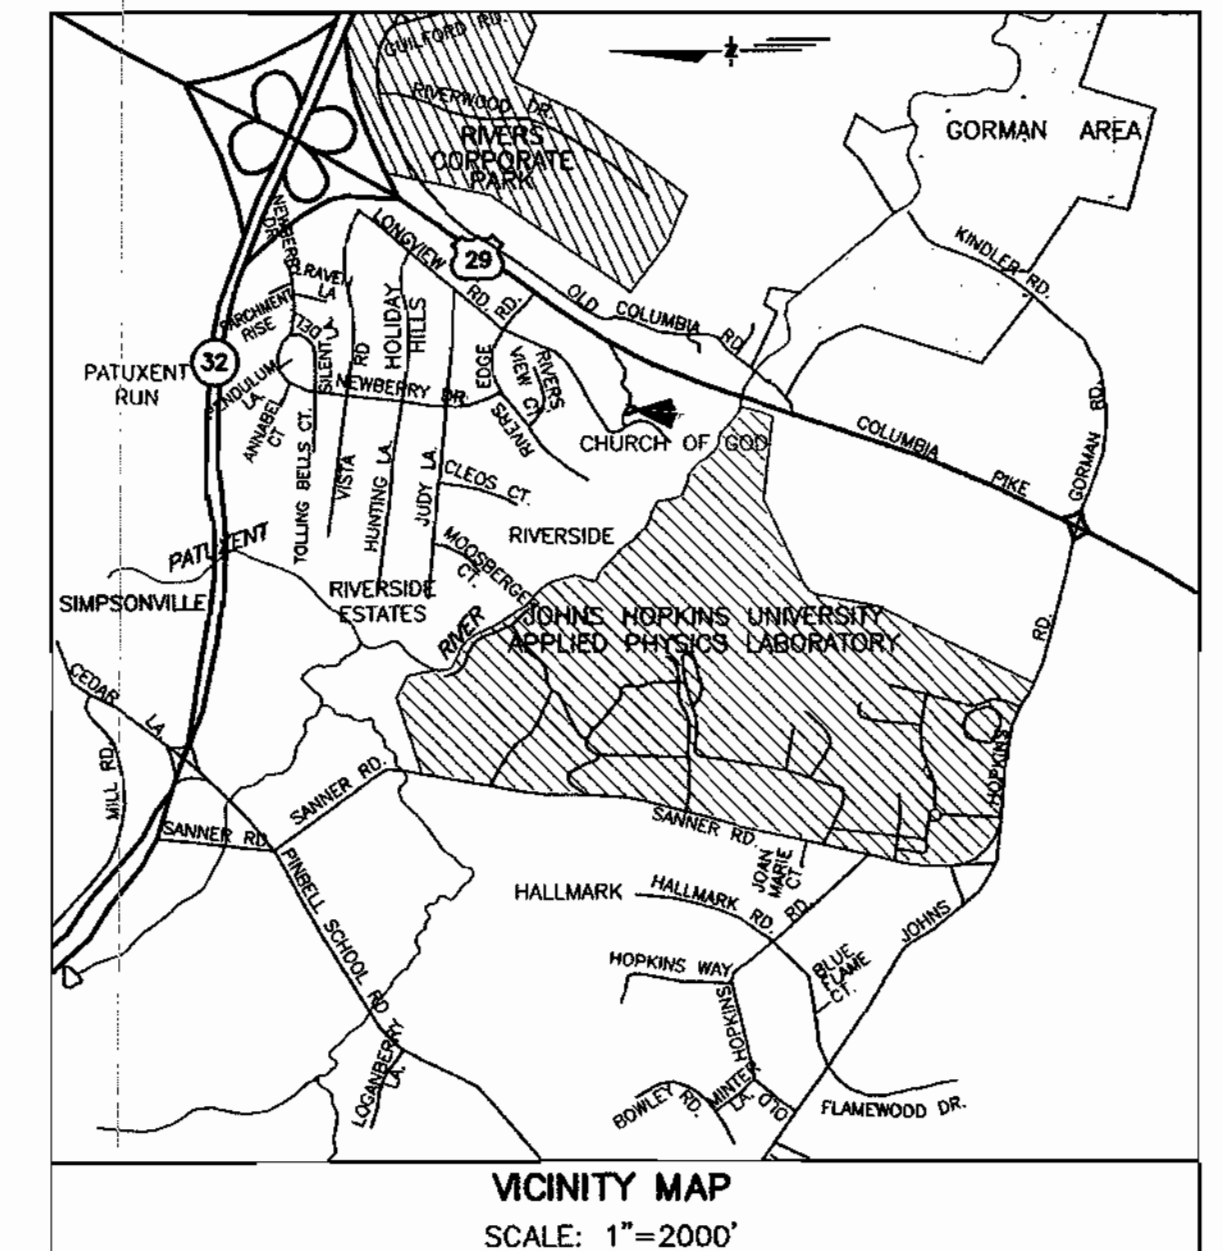 GUILFORD RD.
RIVERWOOD DR.
RIVERS
CORPORATE
PARK
GORMAN AREA
KINDLER RD.
NEWBERRY
DR.
LONGVIEW
RD.
29
RD.
OLD COLUMBIA RD.
RAVEN
LA
PARCHMENT
RISE
HOLIDAY
HILLS
32
PATUXENT
RUN
PENDULUM
LA.
ANNABEL
CT
SILENT
RD
NEWBERRY DR.
EDGE
RIVERS
VIEW CT.
RIVERS
CHURCH OF GOD
COLUMBIA PIKE
GORMAN RD.
TOLLING BELLS CT.
VISTA
HUNTING LA.
JUDY LA.
CLEOS CT.
RIVERSIDE
MOOSBERGER
CT.
PATUXENT
SIMPSONVILLE
RIVERSIDE
ESTATES
RIVER
JOHNS HOPKINS UNIVERSITY
APPLIED PHYSICS LABORATORY
RD.
CEDAR LA.
MILL RD.
SANNER RD.
SANNER RD.
HOPKINS
SANNER RD.
JOAN
MARIE
CT.
PINBELL SCHOOL RD
HALLMARK
HALLMARK RD.
RD.
JOHNS
HOPKINS WAY
BLUE
FLAME
CT.
HOPKINS
LOGANBERRY
LA.
BOWLEY RD.
MINTER
LA.
OLD
FLAMEWOOD DR.
VICINITY MAP
SCALE: 1"=2000'